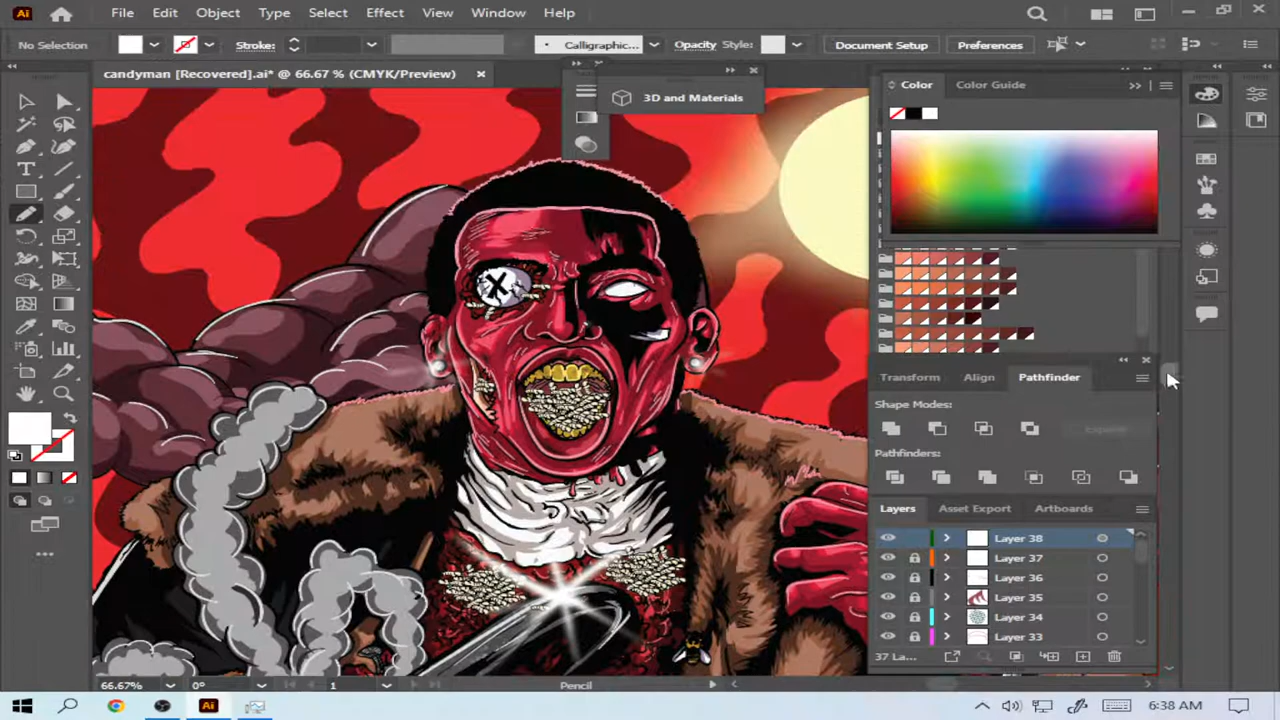 Ai File Edit Object Type Select Effect View Window Help
No Selection Stroke: Calligraphic... Opacity Style: Document Setup Preferences
candyman [Recovered].ai* @ 66.67 % (CMYK/Preview)
3D and Materials
Color Color Guide
Transform Align Pathfinder
Shape Modes:
Expand
Pathfinders:
Layers Asset Export Artboards
Layer 38
Layer 37
Layer 36
Layer 35
Layer 34
Layer 33
37 La...
66.67% 0° 1 Pencil
Ai 6:38 AM